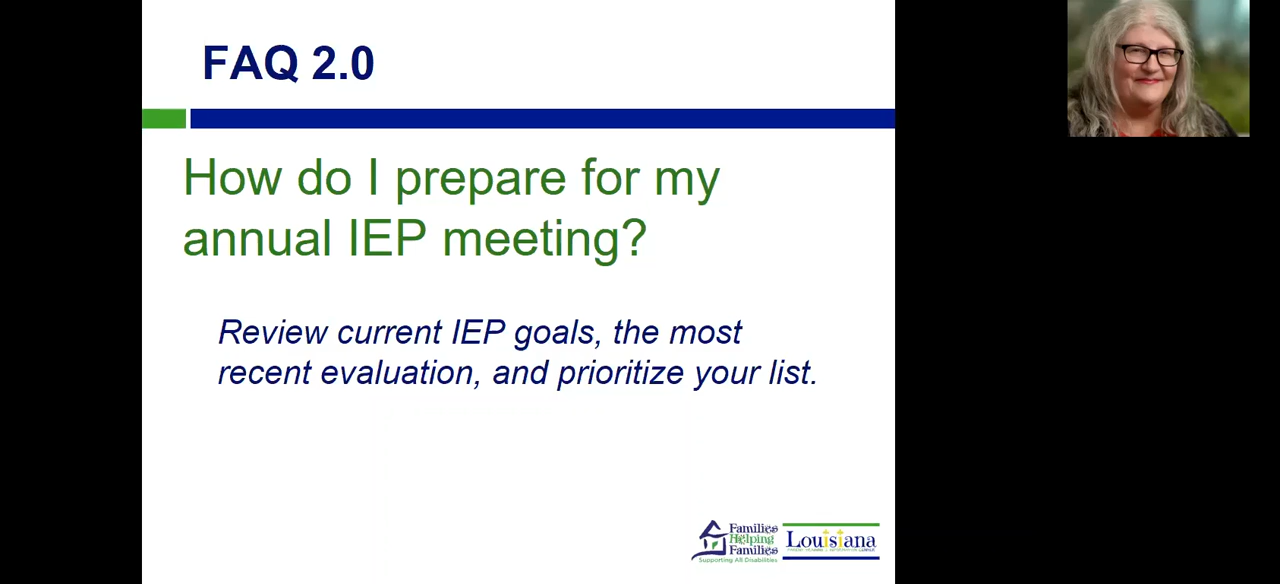 FAQ 2.0
How do I prepare for my
annual IEP meeting?
Review current IEP goals, the most
recent evaluation, and prioritize your list.
Families
Helping
Families
Supporting All Disabilities
Louisiana